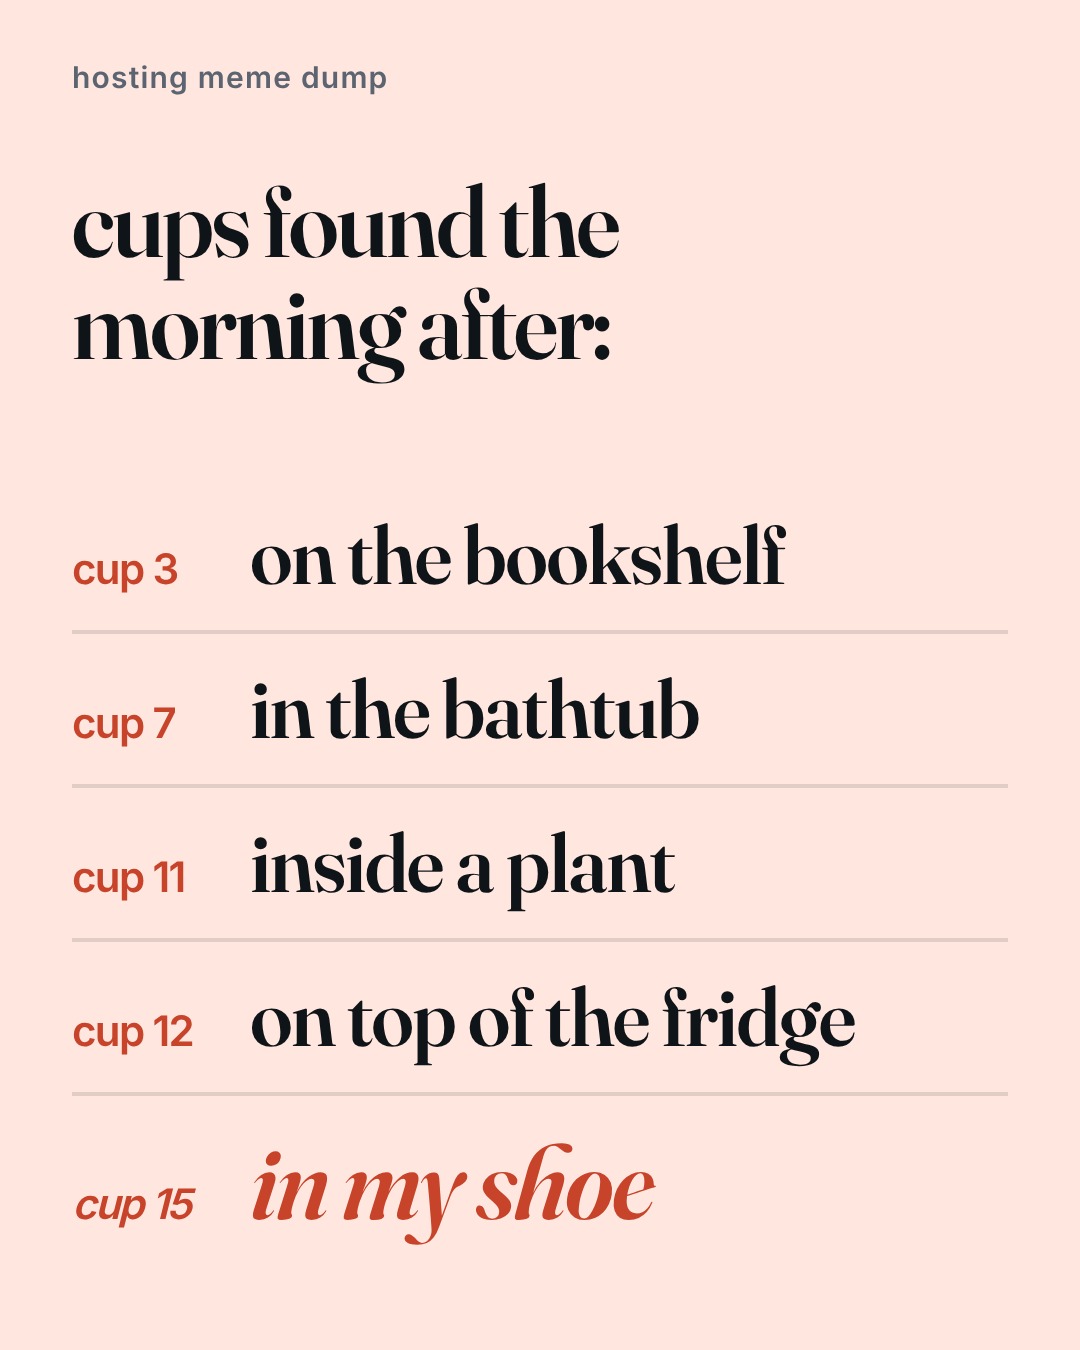 hosting meme dump
cups found the
morning after:
cup 3 on the bookshelf
cup 7 in the bathtub
cup 11 inside a plant
cup 12 on top of the fridge
cup 15 in my shoe